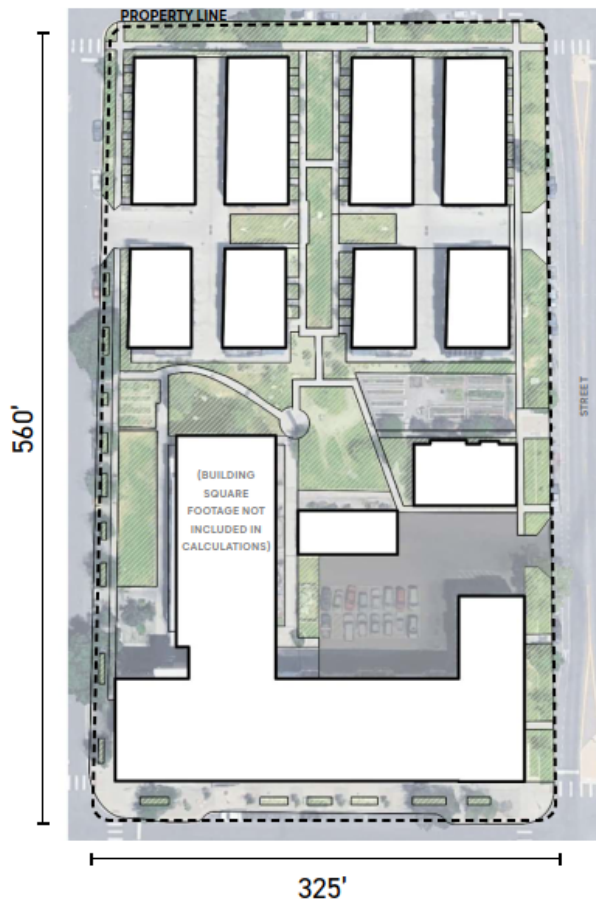 PROPERTY LINE
560'
STREET
(BUILDING
SQUARE
FOOTAGE NOT
INCLUDED IN
CALCULATIONS)
325'